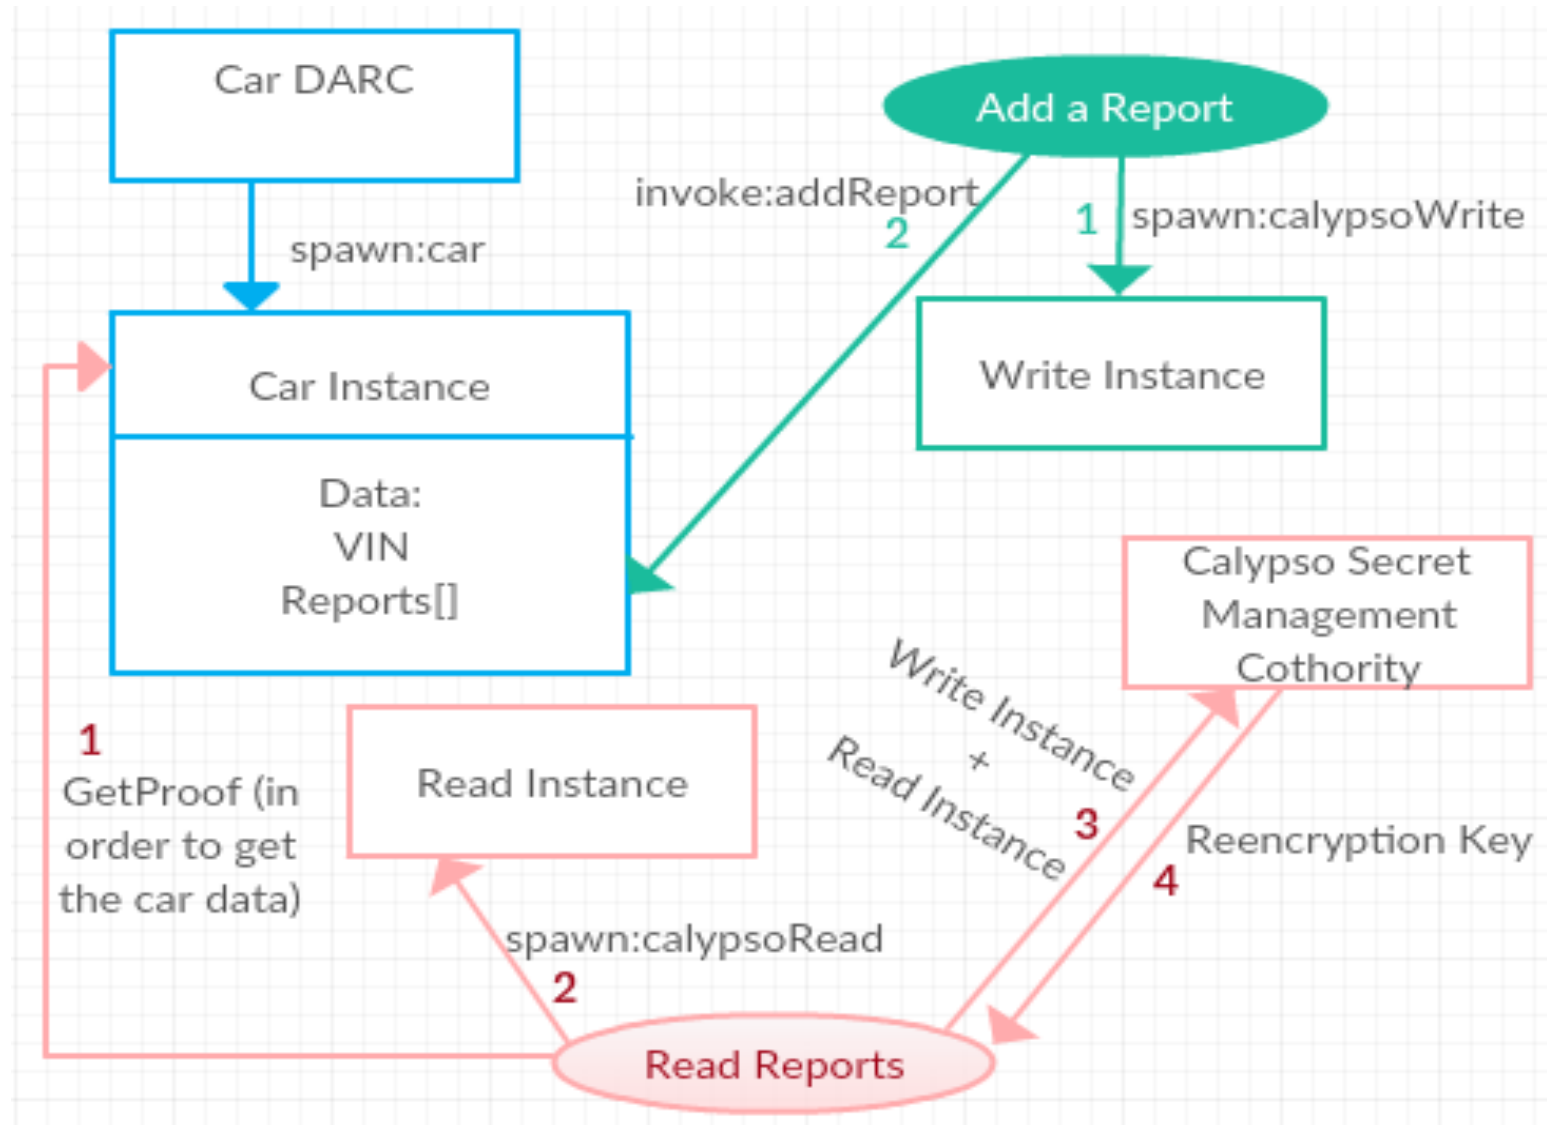 Car DARC
Add a Report
invoke:addReport
2
1
spawn:calypsoWrite
spawn:car
Car Instance
Write Instance
Data:
VIN
Reports[]
Calypso Secret
Management
Cothority
Write Instance
+
Read Instance
3
1
GetProof (in
order to get
the car data)
Read Instance
Reencryption Key
4
spawn:calypsoRead
2
Read Reports